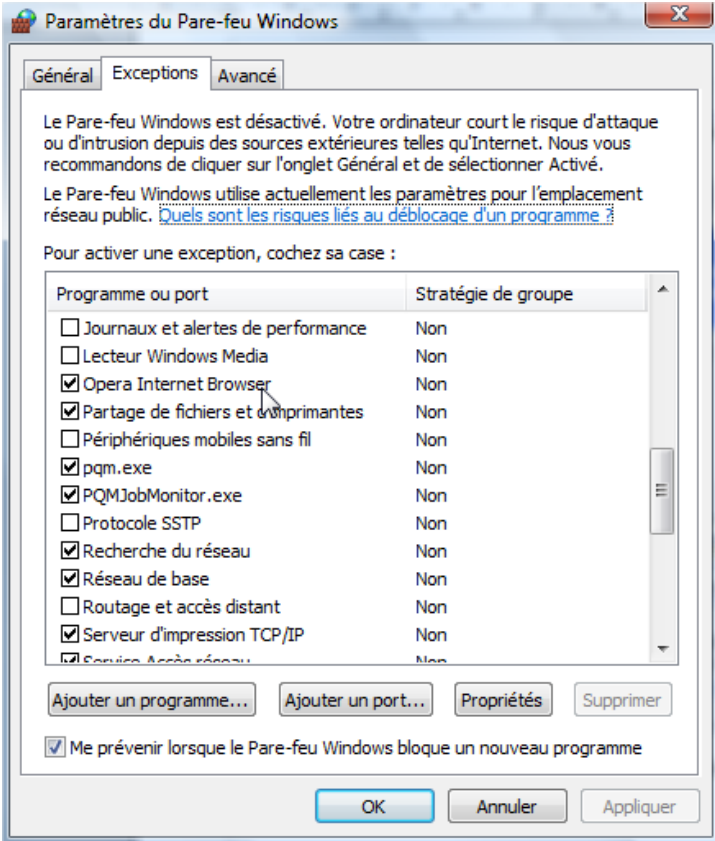 Paramètres du Pare-feu Windows
Général Exceptions Avancé
Le Pare-feu Windows est désactivé. Votre ordinateur court le risque d'attaque
ou d'intrusion depuis des sources extérieures telles qu'Internet. Nous vous
recommandons de cliquer sur l'onglet Général et de sélectionner Activé.
Le Pare-feu Windows utilise actuellement les paramètres pour l'emplacement
réseau public. Quels sont les risques liés au déblocage d'un programme ?
Pour activer une exception, cochez sa case :
Programme ou port Stratégie de groupe
Journaux et alertes de performance Non
Lecteur Windows Media Non
Opera Internet Browser Non
Partage de fichiers et d'imprimantes Non
Périphériques mobiles sans fil Non
pqm.exe Non
PQMJobMonitor.exe Non
Protocole SSTP Non
Recherche du réseau Non
Réseau de base Non
Routage et accès distant Non
Serveur d'impression TCP/IP Non
Service Accès réseau Non
Ajouter un programme... Ajouter un port... Propriétés Supprimer
Me prévenir lorsque le Pare-feu Windows bloque un nouveau programme
OK Annuler Appliquer